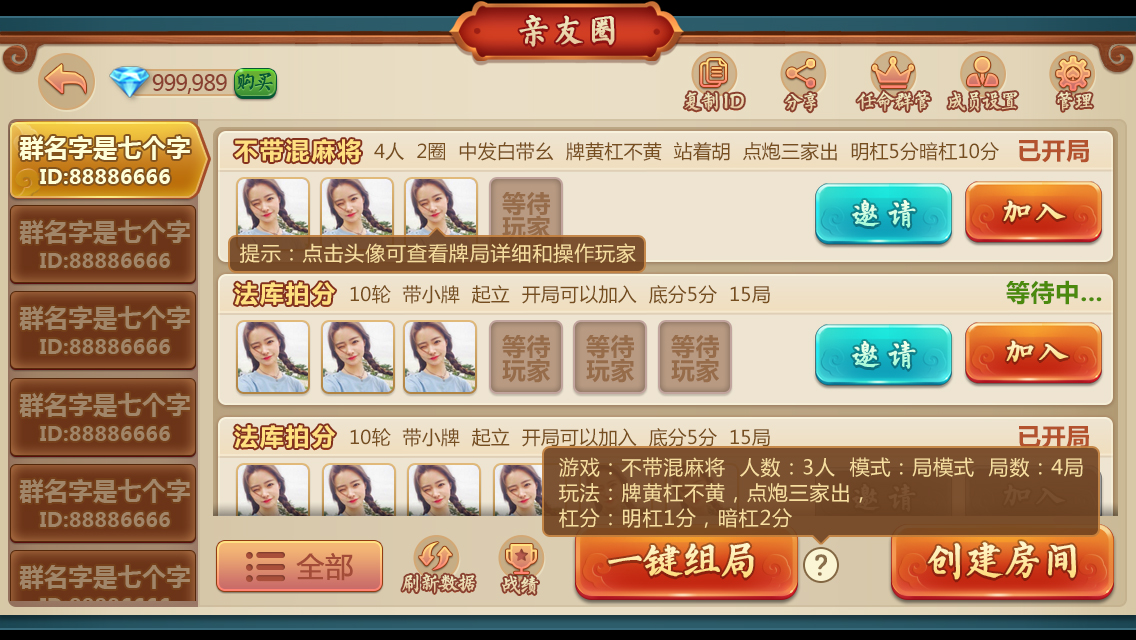 亲友圈
999,989
购买
复制ID
分享
任命群管
成员设置
管理
群名字是七个字
ID:88886666
群名字是七个字
ID:88886666
群名字是七个字
ID:88886666
群名字是七个字
ID:88886666
群名字是七个字
ID:88886666
群名字是七个字
ID:88886666
不带混麻将 4人 2圈 中发白带幺 牌黄杠不黄 站着胡 点炮三家出 明杠5分暗杠10分 已开局
等待
玩家
邀请
加入
提示：点击头像可查看牌局详细和操作玩家
法库拍分 10轮 带小牌 起立 开局可以加入 底分5分 15局 等待中...
等待
玩家
等待
玩家
等待
玩家
邀请
加入
法库拍分 10轮 带小牌 起立 开局可以加入 底分5分 15局 已开局
邀请
加入
游戏：不带混麻将 人数：3人 模式：局模式 局数：4局
玩法：牌黄杠不黄，点炮三家出，
杠分：明杠1分，暗杠2分
全部
刷新数据
战绩
一键组局
?
创建房间